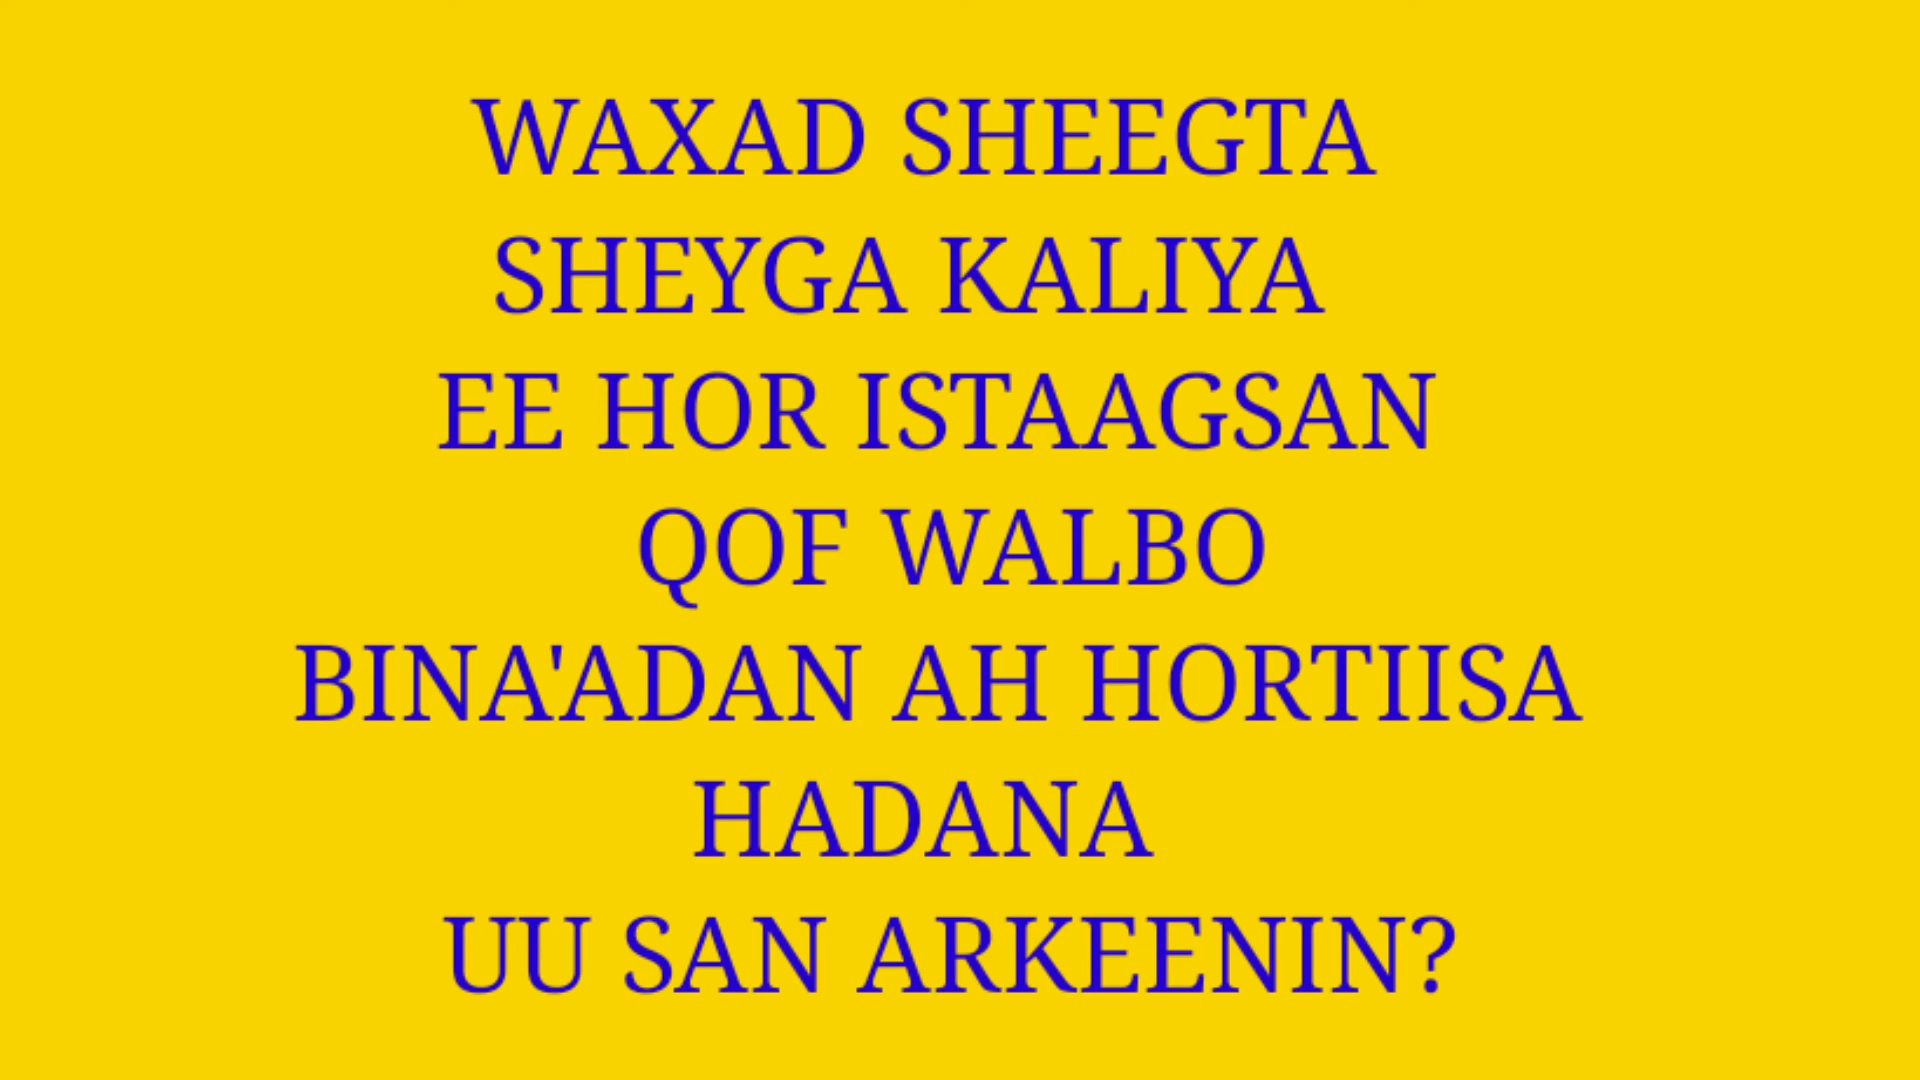 WAXAD SHEEGTA
SHEYGA KALIYA
EE HOR ISTAAGSAN
QOF WALBO
BINA'ADAN AH HORTIISA
HADANA
UU SAN ARKEENIN?